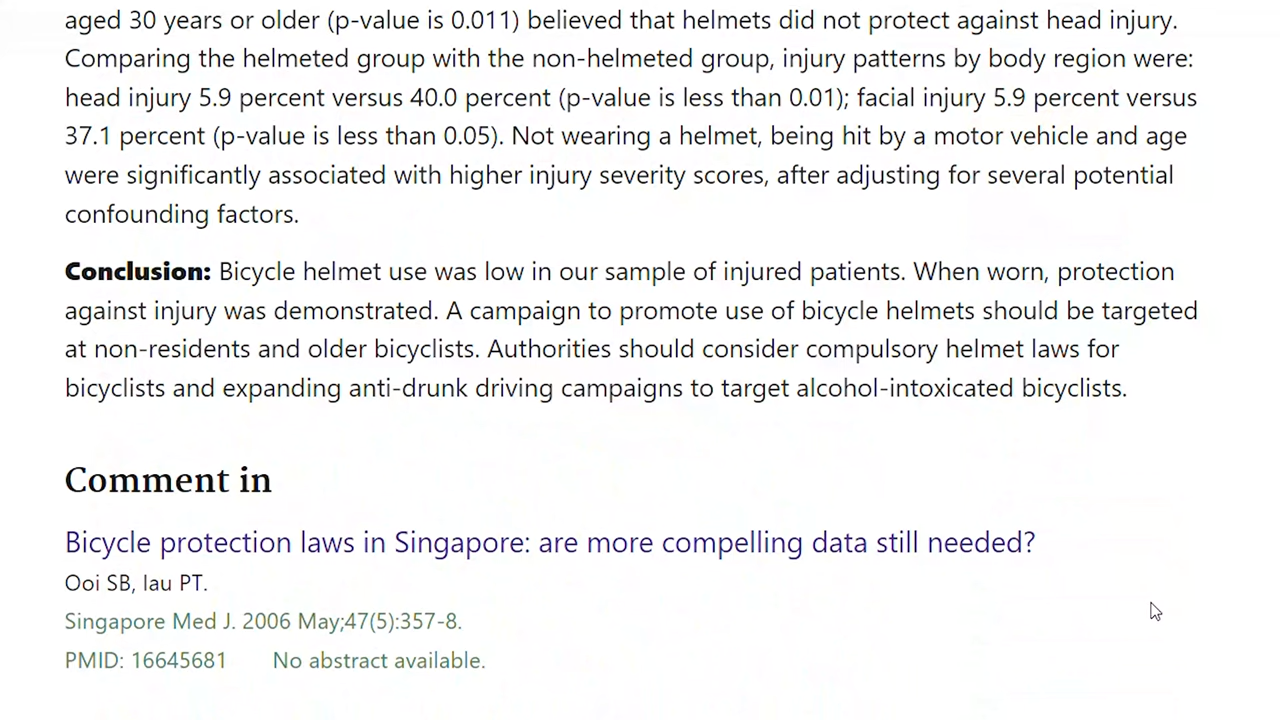 aged 30 years or older (p-value is 0.011) believed that helmets did not protect against head injury.
Comparing the helmeted group with the non-helmeted group, injury patterns by body region were:
head injury 5.9 percent versus 40.0 percent (p-value is less than 0.01); facial injury 5.9 percent versus
37.1 percent (p-value is less than 0.05). Not wearing a helmet, being hit by a motor vehicle and age
were significantly associated with higher injury severity scores, after adjusting for several potential
confounding factors.
Conclusion: Bicycle helmet use was low in our sample of injured patients. When worn, protection
against injury was demonstrated. A campaign to promote use of bicycle helmets should be targeted
at non-residents and older bicyclists. Authorities should consider compulsory helmet laws for
bicyclists and expanding anti-drunk driving campaigns to target alcohol-intoxicated bicyclists.
Comment in
Bicycle protection laws in Singapore: are more compelling data still needed?
Ooi SB, Iau PT.
Singapore Med J. 2006 May;47(5):357-8.
PMID: 16645681 No abstract available.